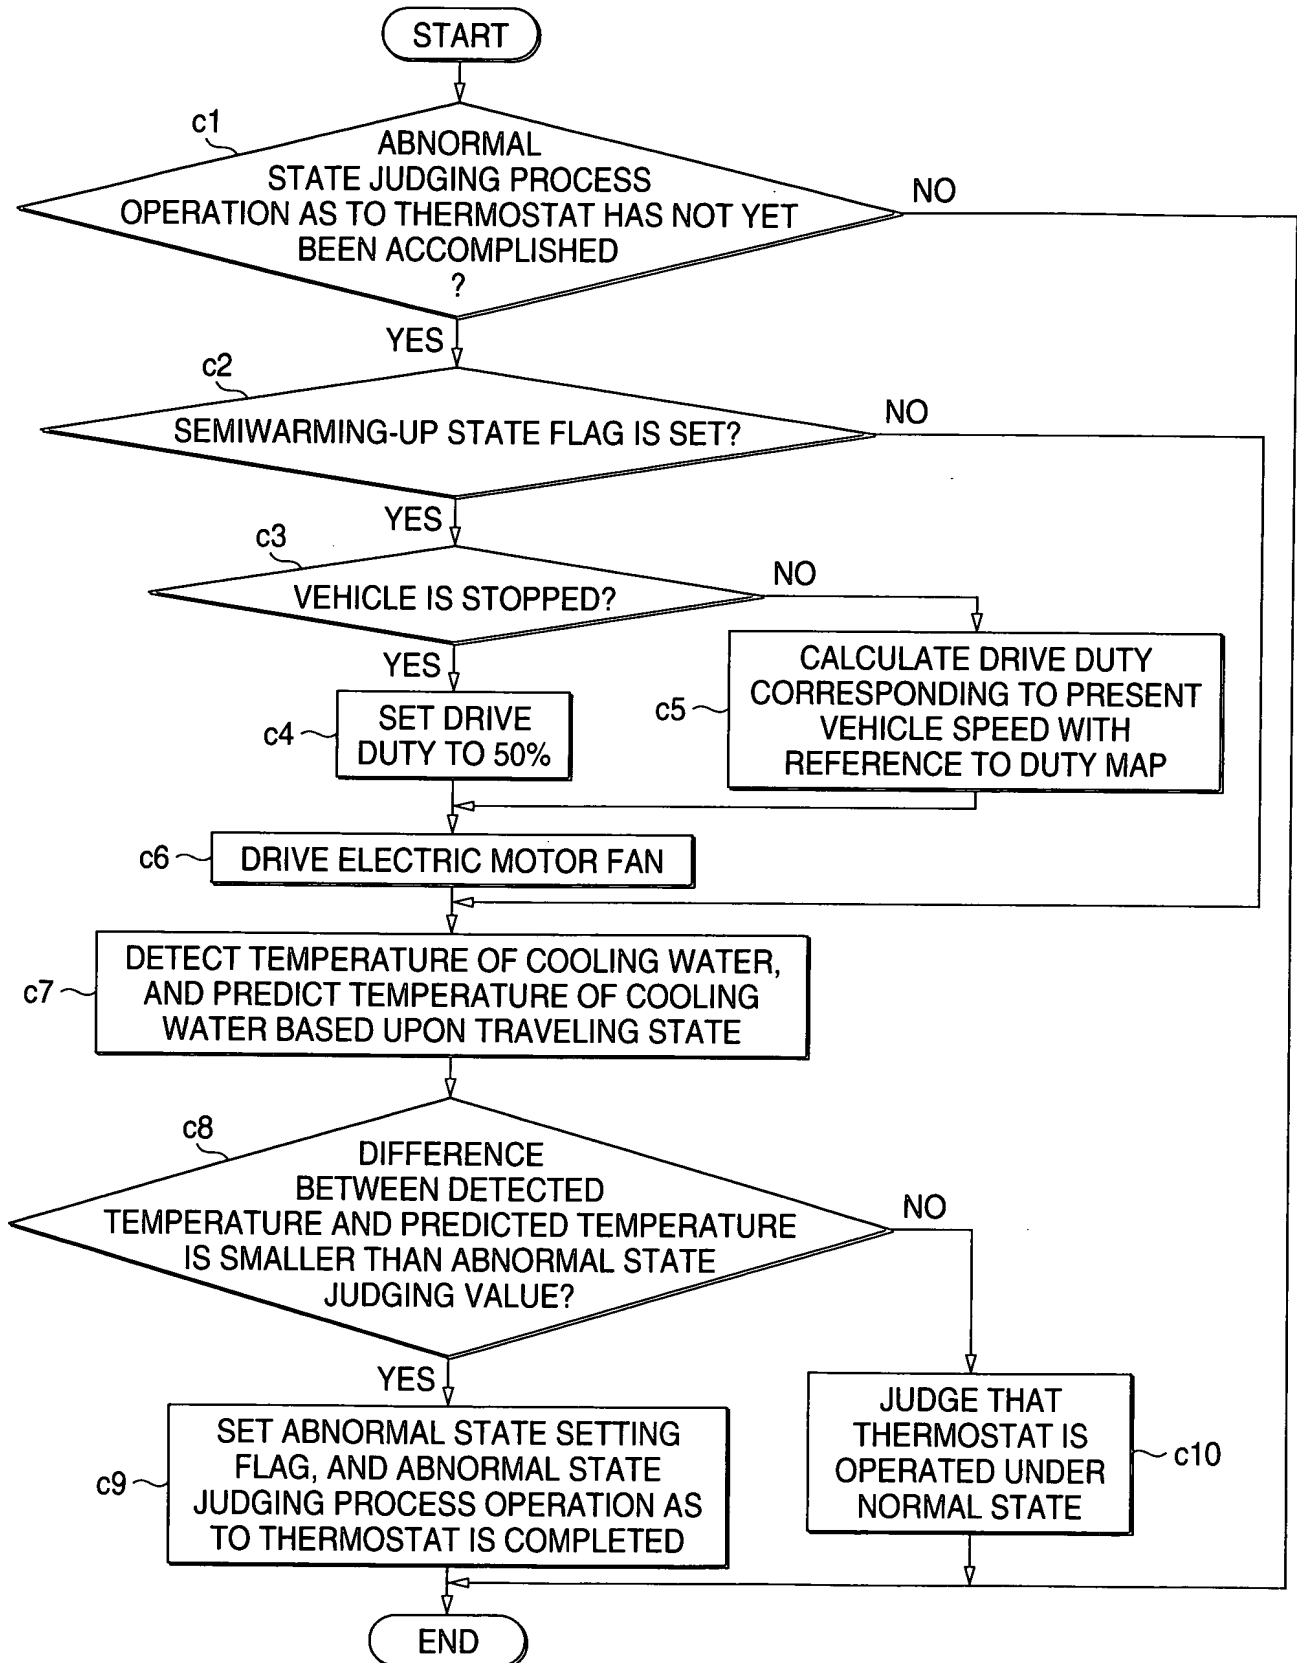 START
c1
ABNORMAL
STATE JUDGING PROCESS
OPERATION AS TO THERMOSTAT HAS NOT YET
BEEN ACCOMPLISHED
?
NO
YES
c2
SEMIWARMING-UP STATE FLAG IS SET?
NO
YES
c3
VEHICLE IS STOPPED?
NO
YES
c4
SET DRIVE
DUTY TO 50%
c5
CALCULATE DRIVE DUTY
CORRESPONDING TO PRESENT
VEHICLE SPEED WITH
REFERENCE TO DUTY MAP
c6
DRIVE ELECTRIC MOTOR FAN
c7
DETECT TEMPERATURE OF COOLING WATER,
AND PREDICT TEMPERATURE OF COOLING
WATER BASED UPON TRAVELING STATE
c8
DIFFERENCE
BETWEEN DETECTED
TEMPERATURE AND PREDICTED TEMPERATURE
IS SMALLER THAN ABNORMAL STATE
JUDGING VALUE?
NO
YES
c9
SET ABNORMAL STATE SETTING
FLAG, AND ABNORMAL STATE
JUDGING PROCESS OPERATION AS
TO THERMOSTAT IS COMPLETED
JUDGE THAT
THERMOSTAT IS
OPERATED UNDER
NORMAL STATE
c10
END